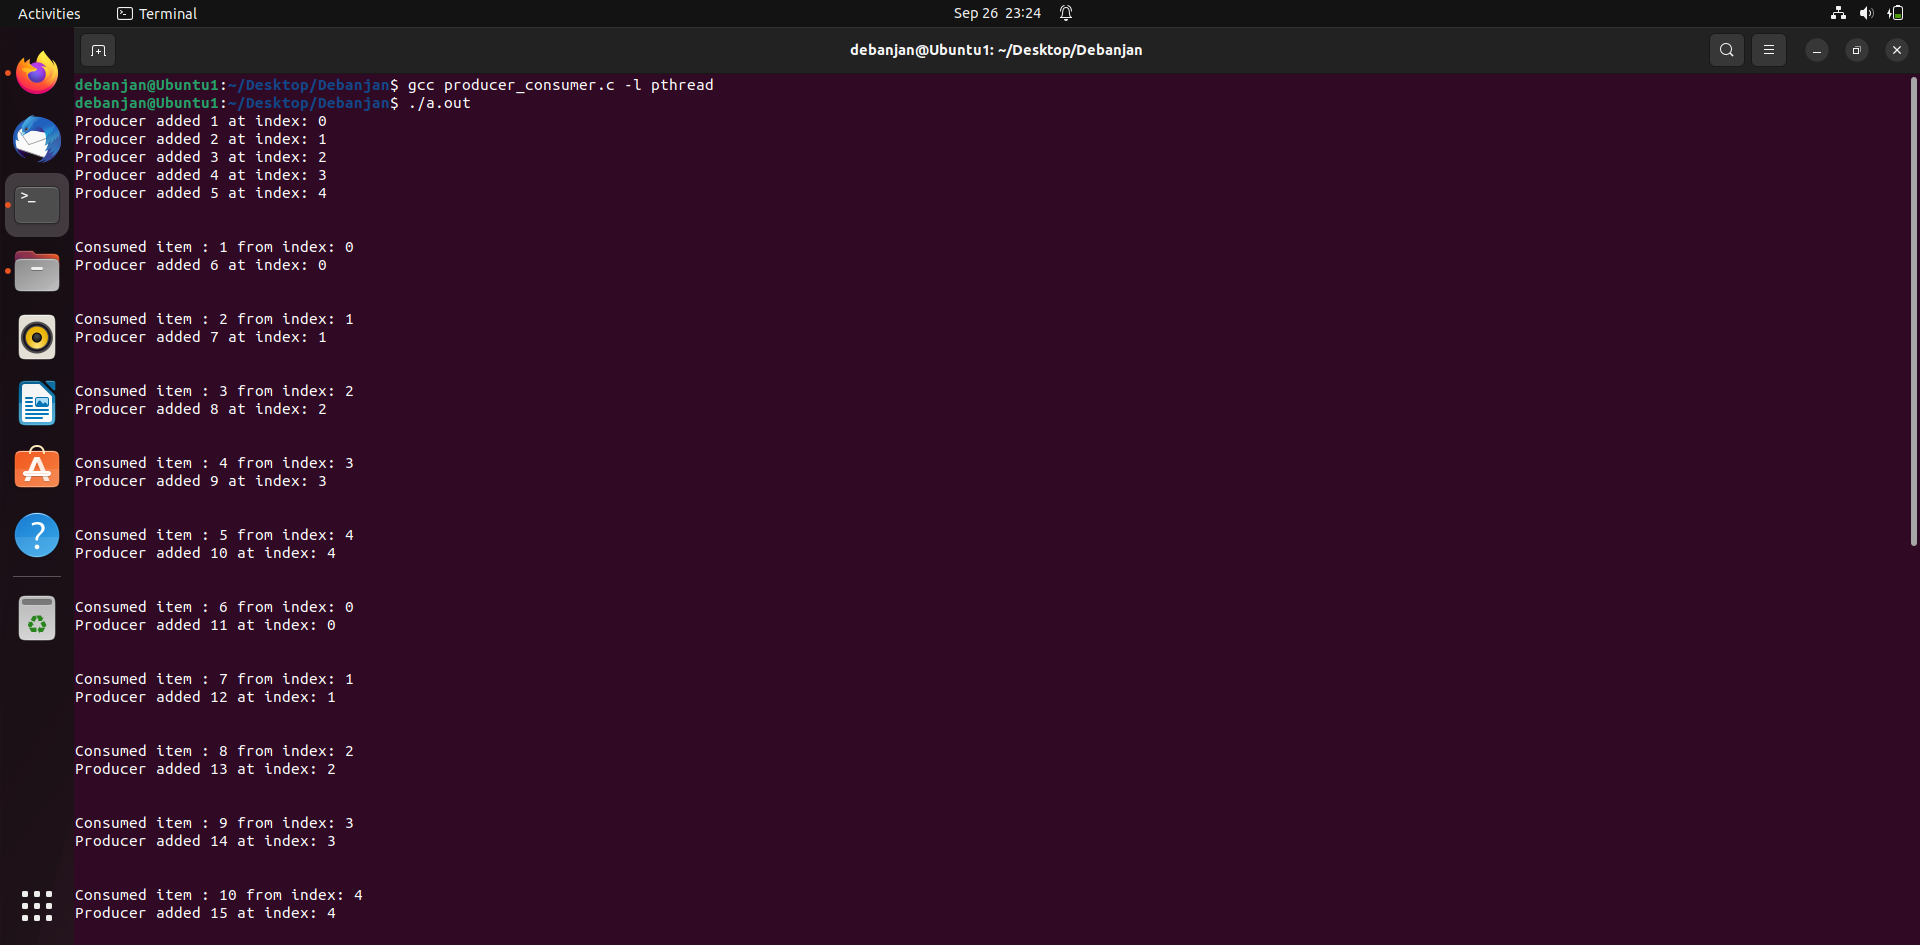 Activities
Terminal
Sep 26 23:24
debanjan@Ubuntu1: ~/Desktop/Debanjan
debanjan@Ubuntu1:~/Desktop/Debanjan$ gcc producer_consumer.c -l pthread
debanjan@Ubuntu1:~/Desktop/Debanjan$ ./a.out
Producer added 1 at index: 0
Producer added 2 at index: 1
Producer added 3 at index: 2
Producer added 4 at index: 3
Producer added 5 at index: 4
Consumed item : 1 from index: 0
Producer added 6 at index: 0
Consumed item : 2 from index: 1
Producer added 7 at index: 1
Consumed item : 3 from index: 2
Producer added 8 at index: 2
Consumed item : 4 from index: 3
Producer added 9 at index: 3
Consumed item : 5 from index: 4
Producer added 10 at index: 4
Consumed item : 6 from index: 0
Producer added 11 at index: 0
Consumed item : 7 from index: 1
Producer added 12 at index: 1
Consumed item : 8 from index: 2
Producer added 13 at index: 2
Consumed item : 9 from index: 3
Producer added 14 at index: 3
Consumed item : 10 from index: 4
Producer added 15 at index: 4